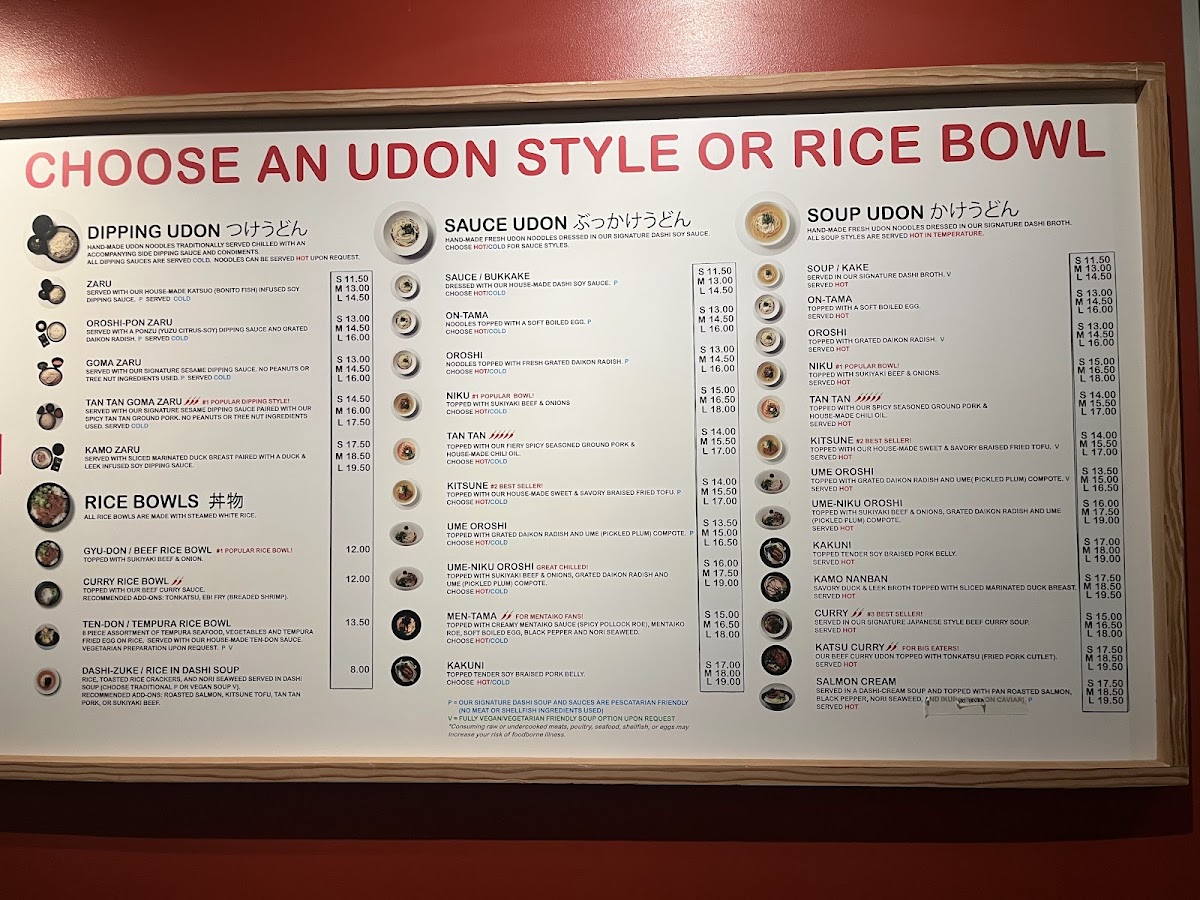 CHOOSE AN UDON STYLE OR RICE BOWL
DIPPING UDON つけうどん
HAND-MADE UDON NOODLES TRADITIONALLY SERVED CHILLED WITH AN
ACCOMPANYING SIDE DIPPING SAUCE AND CONDIMENTS.
ALL DIPPING SAUCES ARE SERVED COLD. NOODLES CAN BE SERVED HOT UPON REQUEST.
ZARU
SERVED WITH OUR HOUSE-MADE KATSUO (BONITO FISH) INFUSED SOY
DIPPING SAUCE. P SERVED COLD
S 11.50
M 13.00
L 14.50
OROSHI-PON ZARU
SERVED WITH A PONZU (YUZU CITRUS-SOY) DIPPING SAUCE AND GRATED
DAIKON RADISH. P SERVED COLD
S 13.00
M 14.50
L 16.00
GOMA ZARU
SERVED WITH OUR SIGNATURE SESAME DIPPING SAUCE. NO PEANUTS OR
TREE NUT INGREDIENTS USED. P SERVED COLD
S 13.00
M 14.50
L 16.00
TAN TAN GOMA ZARU #1 POPULAR DIPPING STYLE!
SERVED WITH OUR SIGNATURE SESAME DIPPING SAUCE PAIRED WITH OUR
SPICY TAN TAN GROUND PORK. NO PEANUTS OR TREE NUT INGREDIENTS
USED. SERVED COLD
S 14.50
M 16.00
L 17.50
KAMO ZARU
SERVED WITH SLICED MARINATED DUCK BREAST PAIRED WITH A DUCK &
LEEK INFUSED SOY DIPPING SAUCE.
S 17.50
M 18.50
L 19.50
RICE BOWLS 丼物
ALL RICE BOWLS ARE MADE WITH STEAMED WHITE RICE.
GYU-DON / BEEF RICE BOWL #1 POPULAR RICE BOWL!
TOPPED WITH SUKIYAKI BEEF & ONION.
12.00
CURRY RICE BOWL
TOPPED WITH OUR BEEF CURRY SAUCE.
RECOMMENDED ADD-ONS: TONKATSU, EBI FRY (BREADED SHRIMP).
12.00
TEN-DON / TEMPURA RICE BOWL
8 PIECE ASSORTMENT OF TEMPURA SEAFOOD, VEGETABLES AND TEMPURA
FRIED EGG ON RICE. SERVED WITH OUR HOUSE-MADE TEN-DON SAUCE.
VEGETARIAN PREPARATION UPON REQUEST. P V
13.50
DASHI-ZUKE / RICE IN DASHI SOUP
RICE, TOASTED RICE CRACKERS, AND NORI SEAWEED SERVED IN DASHI
SOUP (CHOOSE TRADITIONAL P OR VEGAN SOUP V).
RECOMMENDED ADD-ONS: ROASTED SALMON, KITSUNE TOFU, TAN TAN
PORK, OR SUKIYAKI BEEF.
8.00
SAUCE UDON ぶっかけうどん
HAND-MADE FRESH UDON NOODLES DRESSED IN OUR SIGNATURE DASHI SOY SAUCE.
CHOOSE HOT/COLD FOR SAUCE STYLES.
SAUCE / BUKKAKE
DRESSED WITH OUR HOUSE-MADE DASHI SOY SAUCE. P
CHOOSE HOT/COLD
S 11.50
M 13.00
L 14.50
ON-TAMA
NOODLES TOPPED WITH A SOFT BOILED EGG. P
CHOOSE HOT/COLD
S 13.00
M 14.50
L 16.00
OROSHI
NOODLES TOPPED WITH FRESH GRATED DAIKON RADISH. P
CHOOSE HOT/COLD
S 13.00
M 14.50
L 16.00
NIKU #1 POPULAR BOWL!
TOPPED WITH SUKIYAKI BEEF & ONIONS
CHOOSE HOT/COLD
S 15.00
M 16.50
L 18.00
TAN TAN
TOPPED WITH OUR FIERY SPICY SEASONED GROUND PORK &
HOUSE-MADE CHILI OIL.
CHOOSE HOT/COLD
S 14.00
M 15.50
L 17.00
KITSUNE #2 BEST SELLER!
TOPPED WITH OUR HOUSE-MADE SWEET & SAVORY BRAISED FRIED TOFU. P
CHOOSE HOT/COLD
S 14.00
M 15.50
L 17.00
UME OROSHI
TOPPED WITH GRATED DAIKON RADISH AND UME (PICKLED PLUM) COMPOTE. P
CHOOSE HOT/COLD
S 13.50
M 15.00
L 16.50
UME-NIKU OROSHI GREAT CHILLED!
TOPPED WITH SUKIYAKI BEEF & ONIONS, GRATED DAIKON RADISH AND
UME (PICKLED PLUM) COMPOTE.
CHOOSE HOT/COLD
S 16.00
M 17.50
L 19.00
MEN-TAMA FOR MENTAIKO FANS!
TOPPED WITH CREAMY MENTAIKO SAUCE (SPICY POLLOCK ROE), MENTAIKO
ROE, SOFT BOILED EGG, BLACK PEPPER AND NORI SEAWEED.
CHOOSE HOT/COLD
S 15.00
M 16.50
L 18.00
KAKUNI
TOPPED TENDER SOY BRAISED PORK BELLY.
CHOOSE HOT/COLD
S 17.00
M 18.00
L 19.00
P = OUR SIGNATURE DASHI SOUP AND SAUCES ARE PESCATARIAN FRIENDLY
(NO MEAT OR SHELLFISH INGREDIENTS USED)
V = FULLY VEGAN/VEGETARIAN FRIENDLY SOUP OPTION UPON REQUEST
*Consuming raw or undercooked meats, poultry, seafood, shellfish, or eggs may
increase your risk of foodborne illness.
SOUP UDON かけうどん
HAND-MADE FRESH UDON NOODLES DRESSED IN OUR SIGNATURE DASHI BROTH.
ALL SOUP STYLES ARE SERVED HOT IN TEMPERATURE.
SOUP / KAKE
SERVED IN OUR SIGNATURE DASHI BROTH. V
SERVED HOT
S 11.50
M 13.00
L 14.50
ON-TAMA
TOPPED WITH A SOFT BOILED EGG.
SERVED HOT
S 13.00
M 14.50
L 16.00
OROSHI
TOPPED WITH GRATED DAIKON RADISH. V
SERVED HOT
S 13.00
M 14.50
L 16.00
NIKU #1 POPULAR BOWL!
TOPPED WITH SUKIYAKI BEEF & ONIONS.
SERVED HOT
S 15.00
M 16.50
L 18.00
TAN TAN
TOPPED WITH OUR SPICY SEASONED GROUND PORK &
HOUSE-MADE CHILI OIL.
SERVED HOT
S 14.00
M 15.50
L 17.00
KITSUNE #2 BEST SELLER!
TOPPED WITH OUR HOUSE-MADE SWEET & SAVORY BRAISED FRIED TOFU. V
SERVED HOT
S 14.00
M 15.50
L 17.00
UME OROSHI
TOPPED WITH GRATED DAIKON RADISH AND UME( PICKLED PLUM) COMPOTE. V
SERVED HOT
S 13.50
M 15.00
L 16.50
UME-NIKU OROSHI
TOPPED WITH SUKIYAKI BEEF & ONIONS, GRATED DAIKON RADISH AND UME
(PICKLED PLUM) COMPOTE.
SERVED HOT
S 16.00
M 17.50
L 19.00
KAKUNI
TOPPED TENDER SOY BRAISED PORK BELLY.
SERVED HOT
S 17.00
M 18.00
L 19.00
KAMO NANBAN
SAVORY DUCK & LEEK BROTH TOPPED WITH SLICED MARINATED DUCK BREAST.
SERVED HOT
S 17.50
M 18.50
L 19.50
CURRY #3 BEST SELLER!
SERVED IN OUR SIGNATURE JAPANESE STYLE BEEF CURRY SOUP.
SERVED HOT
S 15.00
M 16.50
L 18.00
KATSU CURRY FOR BIG EATERS!
OUR BEEF CURRY UDON TOPPED WITH TONKATSU (FRIED PORK CUTLET).
SERVED HOT
S 17.50
M 18.50
L 19.50
SALMON CREAM
SERVED IN A DASHI-CREAM SOUP AND TOPPED WITH PAN ROASTED SALMON,
BLACK PEPPER, NORI SEAWEED, P
SERVED HOT
S 17.50
M 18.50
L 19.50